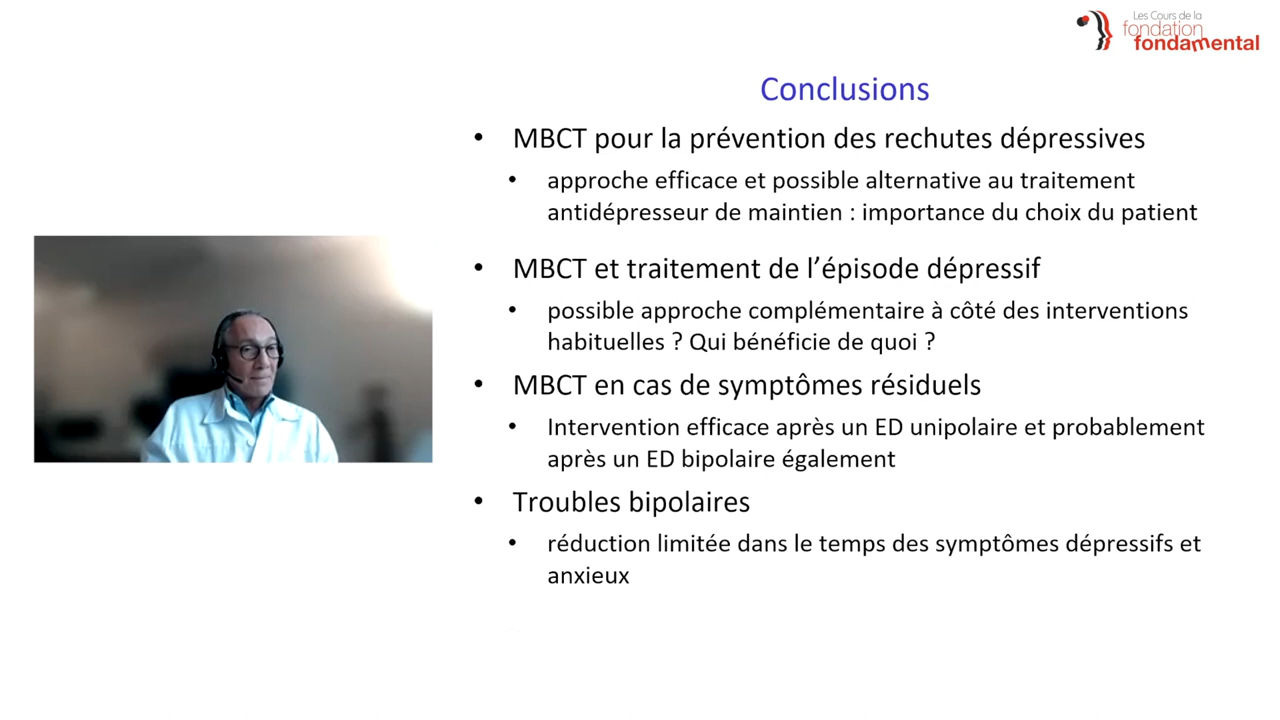 Les Cours de la
fondation
fondamental
Conclusions
• MBCT pour la prévention des rechutes dépressives
• approche efficace et possible alternative au traitement
antidépresseur de maintien : importance du choix du patient
• MBCT et traitement de l’épisode dépressif
• possible approche complémentaire à côté des interventions
habituelles ? Qui bénéficie de quoi ?
• MBCT en cas de symptômes résiduels
• Intervention efficace après un ED unipolaire et probablement
après un ED bipolaire également
• Troubles bipolaires
• réduction limitée dans le temps des symptômes dépressifs et
anxieux